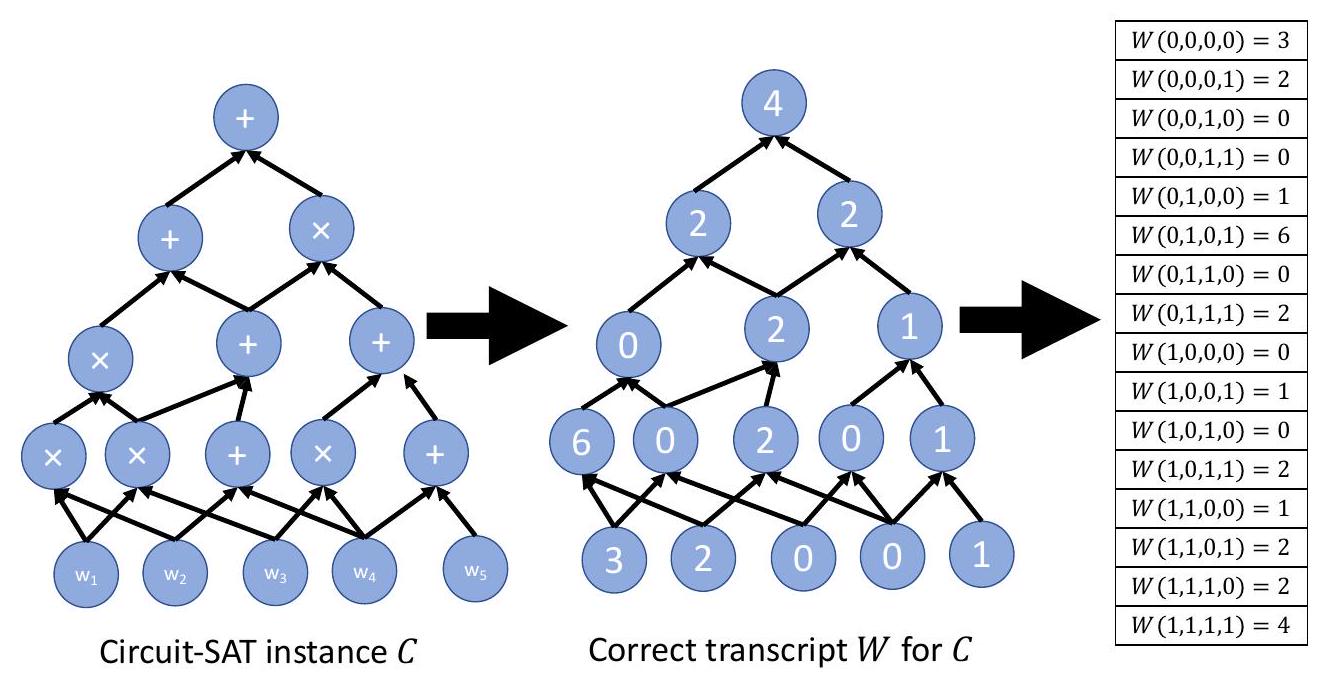 +
+ ×
× + +
× × + × +
w₁ w₂ w₃ w₄ w₅
Circuit-SAT instance C
4
2 2
0 2 1
6 0 2 0 1
3 2 0 0 1
Correct transcript W for C
W(0,0,0,0) = 3
W(0,0,0,1) = 2
W(0,0,1,0) = 0
W(0,0,1,1) = 0
W(0,1,0,0) = 1
W(0,1,0,1) = 6
W(0,1,1,0) = 0
W(0,1,1,1) = 2
W(1,0,0,0) = 0
W(1,0,0,1) = 1
W(1,0,1,0) = 0
W(1,0,1,1) = 2
W(1,1,0,0) = 1
W(1,1,0,1) = 2
W(1,1,1,0) = 2
W(1,1,1,1) = 4